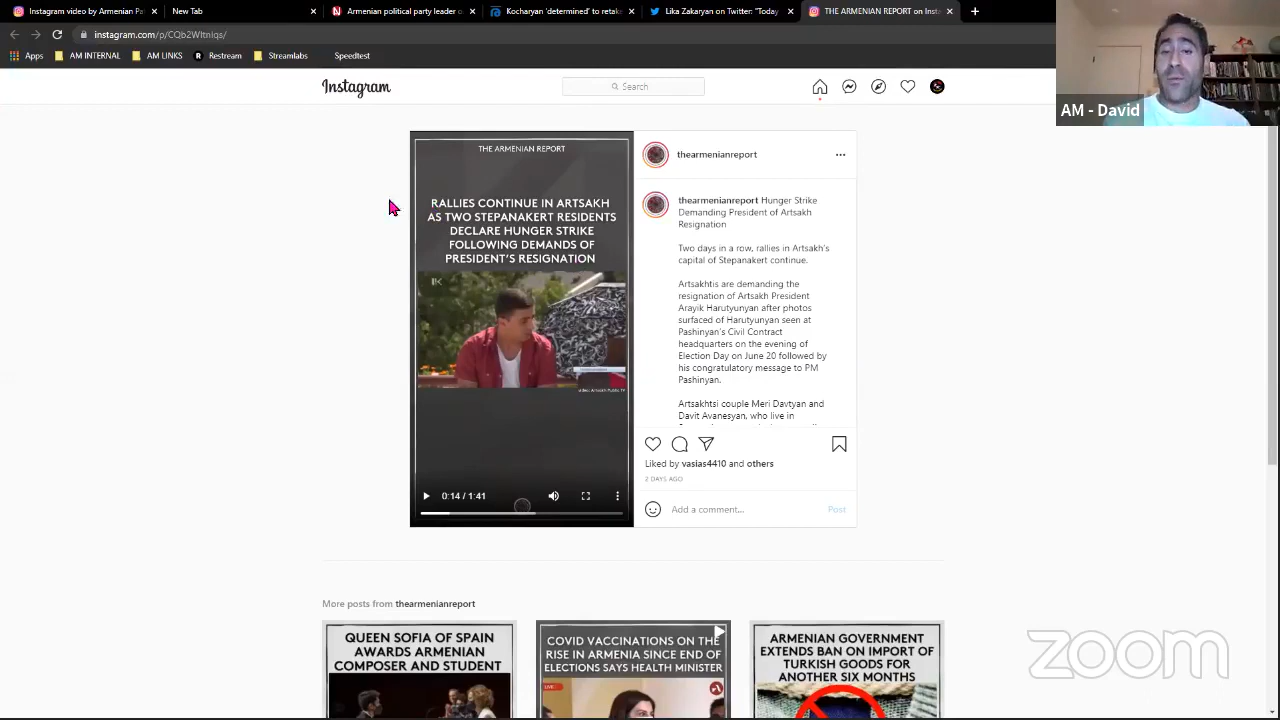 Instagram video by Armenian Pat
New Tab
Armenian political party leader c
Kocharyan 'determined' to retake
Lika Zakaryan on Twitter: "Today
THE ARMENIAN REPORT on Inst
instagram.com/p/CQb2Wltniqs/
Apps
AM INTERNAL
AM LINKS
Restream
Streamlabs
Speedtest
AM - David
Instagram
Search
THE ARMENIAN REPORT
RALLIES CONTINUE IN ARTSAKH
AS TWO STEPANAKERT RESIDENTS
DECLARE HUNGER STRIKE
FOLLOWING DEMANDS OF
PRESIDENT'S RESIGNATION
Video: Artsakh Public TV
0:14 / 1:41
thearmenianreport
thearmenianreport Hunger Strike
Demanding President of Artsakh
Resignation
Two days in a row, rallies in Artsakh's
capital of Stepanakert continue.
Artsakhtis are demanding the
resignation of Artsakh President
Arayik Harutyunyan after photos
surfaced of Harutyunyan seen at
Pashinyan's Civil Contract
headquarters on the evening of
Election Day on June 20 followed by
his congratulatory message to PM
Pashinyan.
Artsakhtsi couple Meri Davtyan and
Davit Avanesyan, who live in
Liked by vasias4410 and others
2 DAYS AGO
Add a comment...
Post
More posts from thearmenianreport
QUEEN SOFIA OF SPAIN
AWARDS ARMENIAN
COMPOSER AND STUDENT
COVID VACCINATIONS ON THE
RISE IN ARMENIA SINCE END OF
ELECTIONS SAYS HEALTH MINISTER
LIVE
ARMENIAN GOVERNMENT
EXTENDS BAN ON IMPORT OF
TURKISH GOODS FOR
ANOTHER SIX MONTHS
zoom